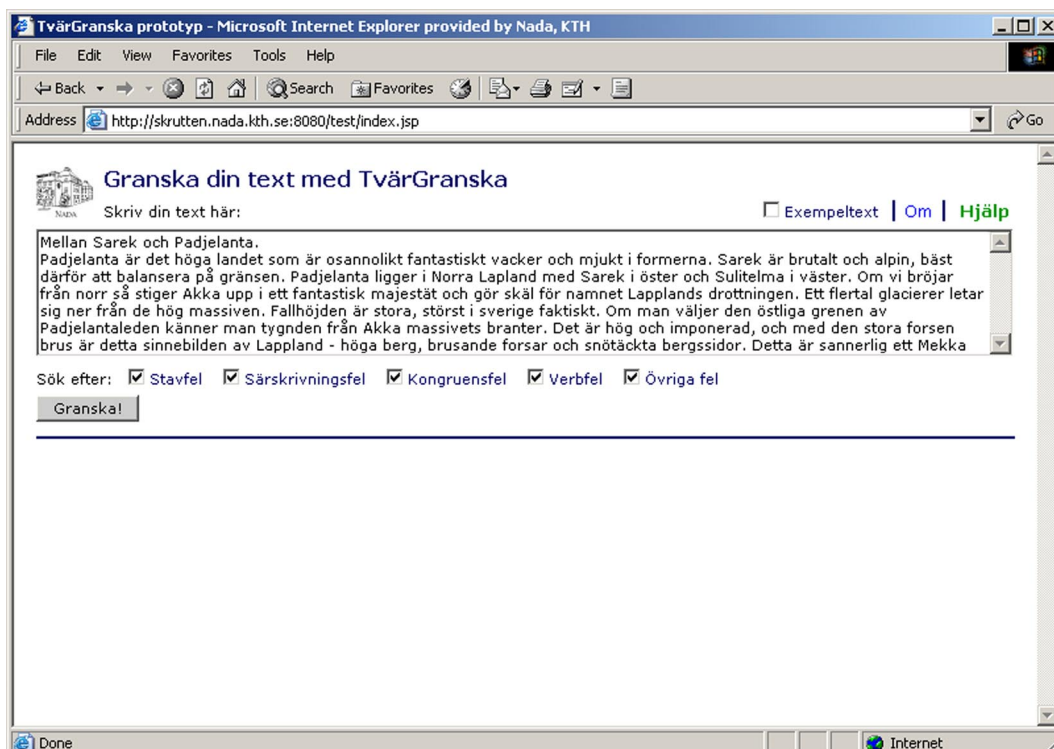 TvärGranska prototyp - Microsoft Internet Explorer provided by Nada, KTH
File Edit View Favorites Tools Help
Back Search Favorites
Address http://skrutten.nada.kth.se:8080/test/index.jsp Go
Granska din text med TvärGranska
NADA Skriv din text här: Exempeltext | Om | Hjälp
Mellan Sarek och Padjelanta.
Padjelanta är det höga landet som är osannolikt fantastiskt vacker och mjukt i formerna. Sarek är brutalt och alpin, bäst
därför att balansera på gränsen. Padjelanta ligger i Norra Lapland med Sarek i öster och Sulitelma i väster. Om vi bröjar
från norr så stiger Akka upp i ett fantastisk majestät och gör skäl för namnet Lapplands drottningen. Ett flertal glacierer letar
sig ner från de hög massiven. Fallhöjden är stora, störst i sverige faktiskt. Om man väljer den östliga grenen av
Padjelantaleden känner man tygnden från Akka massivets branter. Det är hög och imponerad, och med den stora forsen
brus är detta sinnebilden av Lappland - höga berg, brusande forsar och snötäckta bergssidor. Detta är sannerlig ett Mekka
Sök efter: Stavfel Särskrivningsfel Kongruensfel Verbfel Övriga fel
Granska!
Done Internet